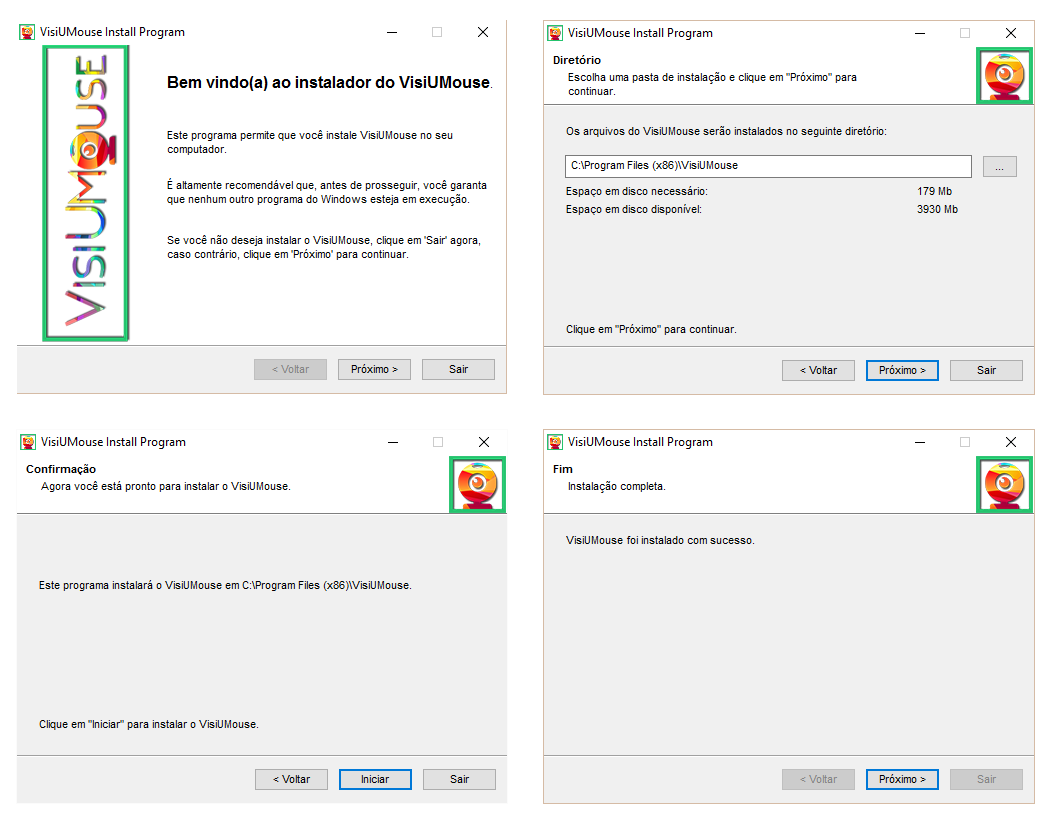 VisiUMouse Install Program
VISIUMOUSE
Bem vindo(a) ao instalador do VisiUMouse.
Este programa permite que você instale VisiUMouse no seu
computador.
É altamente recomendável que, antes de prosseguir, você garanta
que nenhum outro programa do Windows esteja em execução.
Se você não deseja instalar o VisiUMouse, clique em 'Sair' agora,
caso contrário, clique em 'Próximo' para continuar.
< Voltar
Próximo >
Sair
VisiUMouse Install Program
Diretório
Escolha uma pasta de instalação e clique em "Próximo" para
continuar.
Os arquivos do VisiUMouse serão instalados no seguinte diretório:
C:\Program Files (x86)\VisiUMouse
...
Espaço em disco necessário: 179 Mb
Espaço em disco disponível: 3930 Mb
Clique em "Próximo" para continuar.
< Voltar
Próximo >
Sair
VisiUMouse Install Program
Confirmação
Agora você está pronto para instalar o VisiUMouse.
Este programa instalará o VisiUMouse em C:\Program Files (x86)\VisiUMouse.
Clique em "Iniciar" para instalar o VisiUMouse.
< Voltar
Iniciar
Sair
VisiUMouse Install Program
Fim
Instalação completa.
VisiUMouse foi instalado com sucesso.
< Voltar
Próximo >
Sair